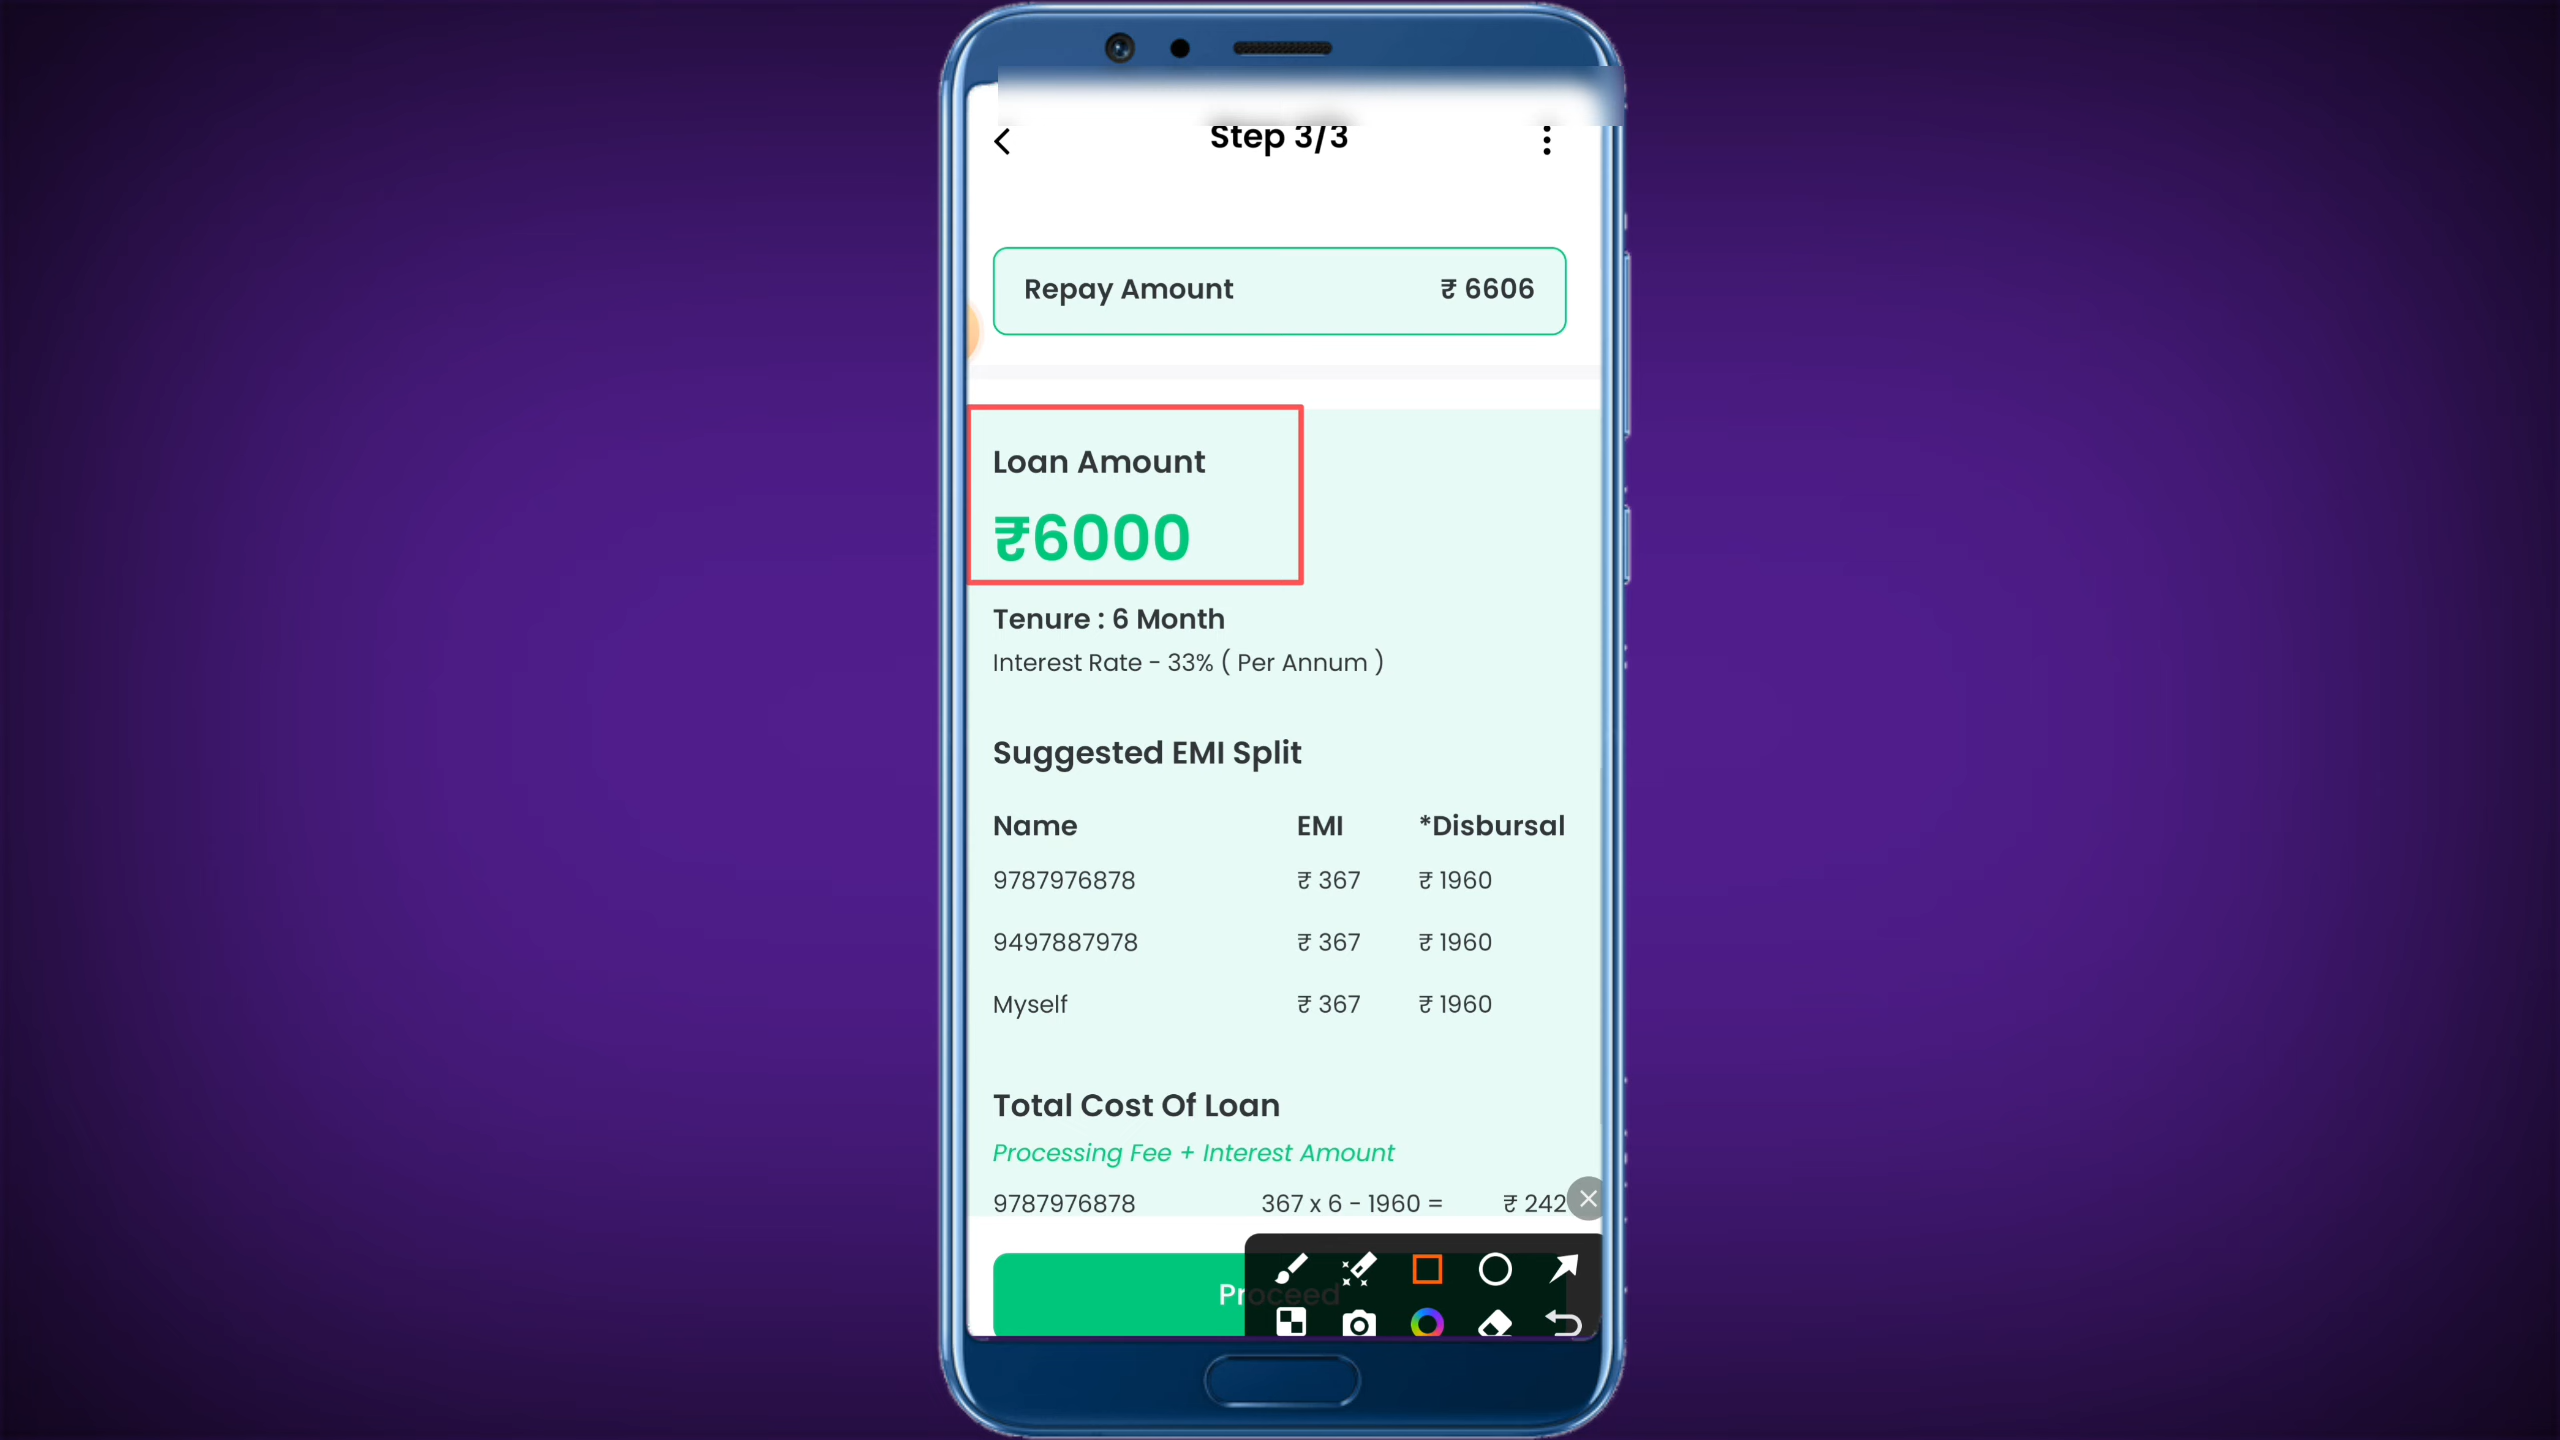 Step 3/3
Repay Amount ₹ 6606
Loan Amount
₹6000
Tenure : 6 Month
Interest Rate - 33% ( Per Annum )
Suggested EMI Split
Name EMI *Disbursal
9787976878 ₹ 367 ₹ 1960
9497887978 ₹ 367 ₹ 1960
Myself ₹ 367 ₹ 1960
Total Cost Of Loan
Processing Fee + Interest Amount
9787976878 367 x 6 - 1960 = ₹ 242
Proceed